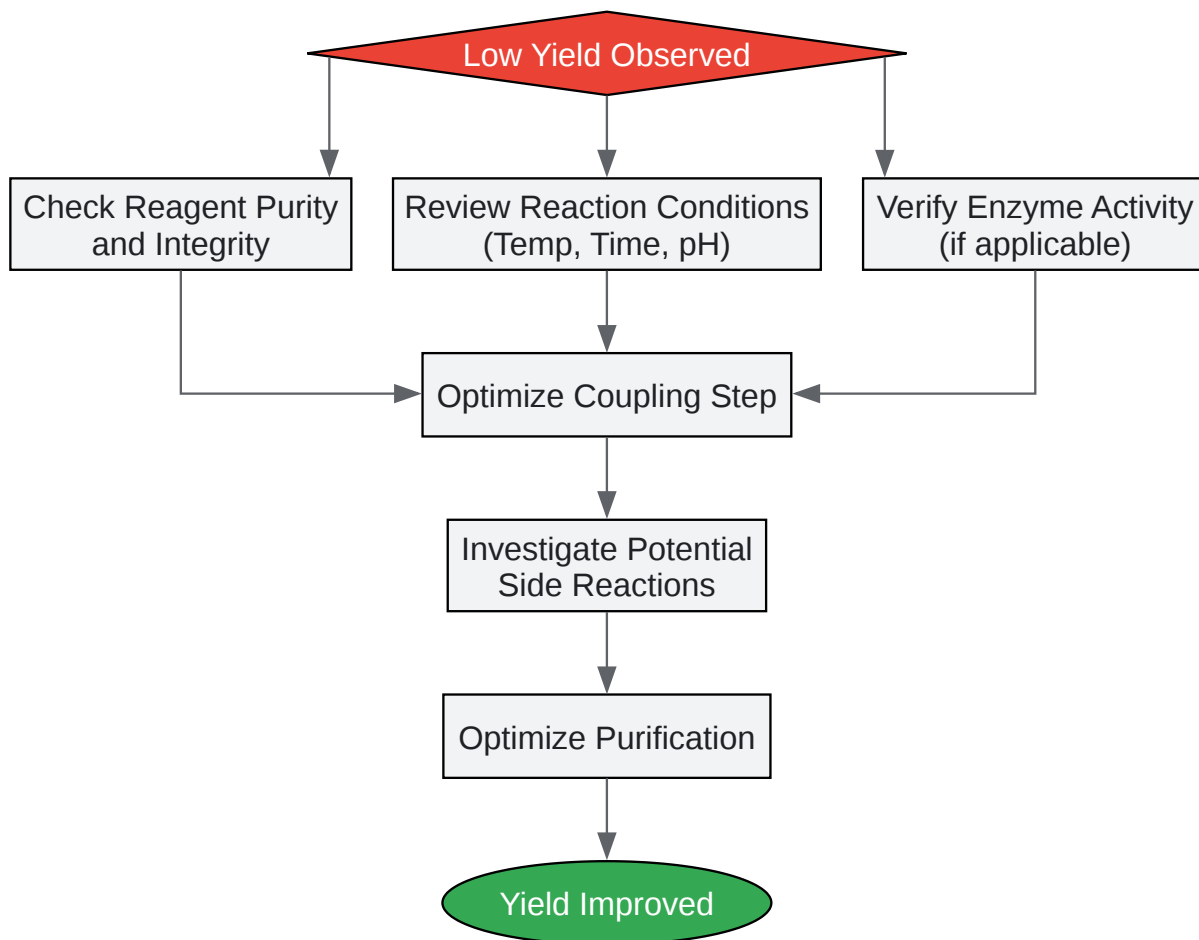 Low Yield Observed
Check Reagent Purity
and Integrity
Review Reaction Conditions
(Temp, Time, pH)
Verify Enzyme Activity
(if applicable)
Optimize Coupling Step
Investigate Potential
Side Reactions
Optimize Purification
Yield Improved